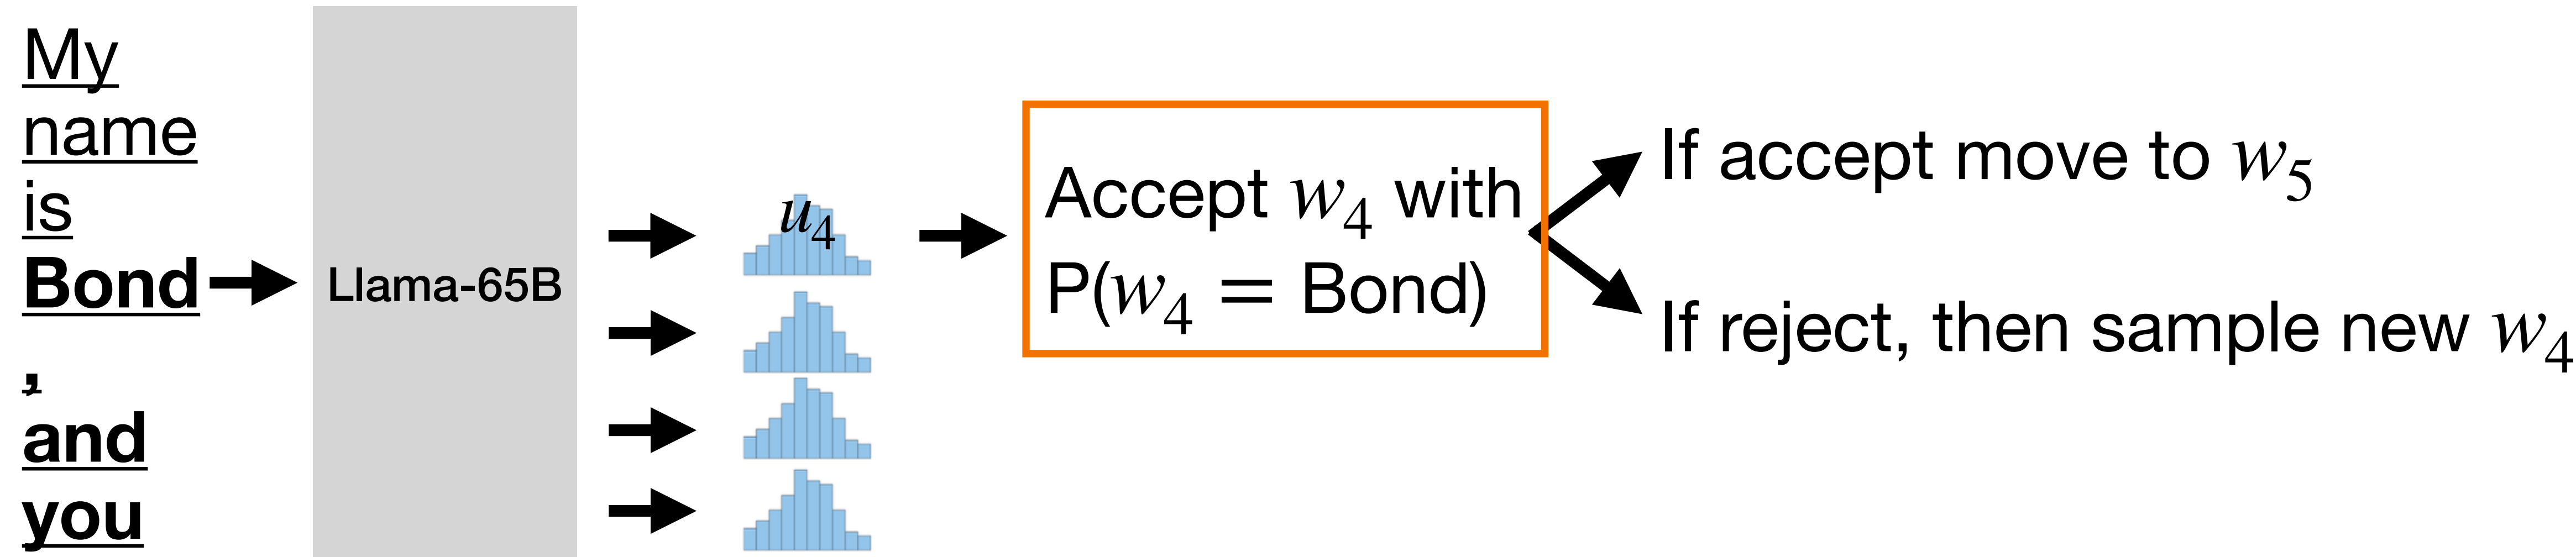 My
name
is
Bond
,
and
you
Llama-65B
u₄
Accept w₄ with
P(w₄ = Bond)
If accept move to w₅
If reject, then sample new w₄